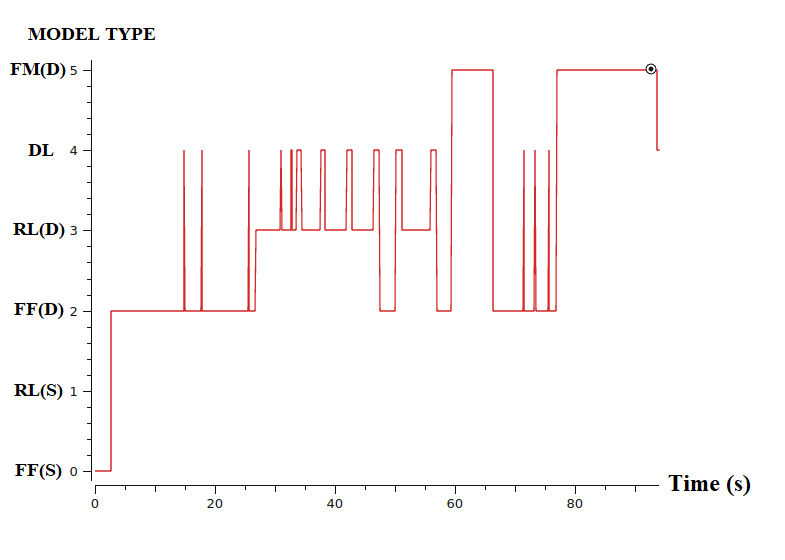 MODEL TYPE
FM(D) 5
DL 4
RL(D) 3
FF(D) 2
RL(S) 1
FF(S) 0
0 20 40 60 80 Time (s)